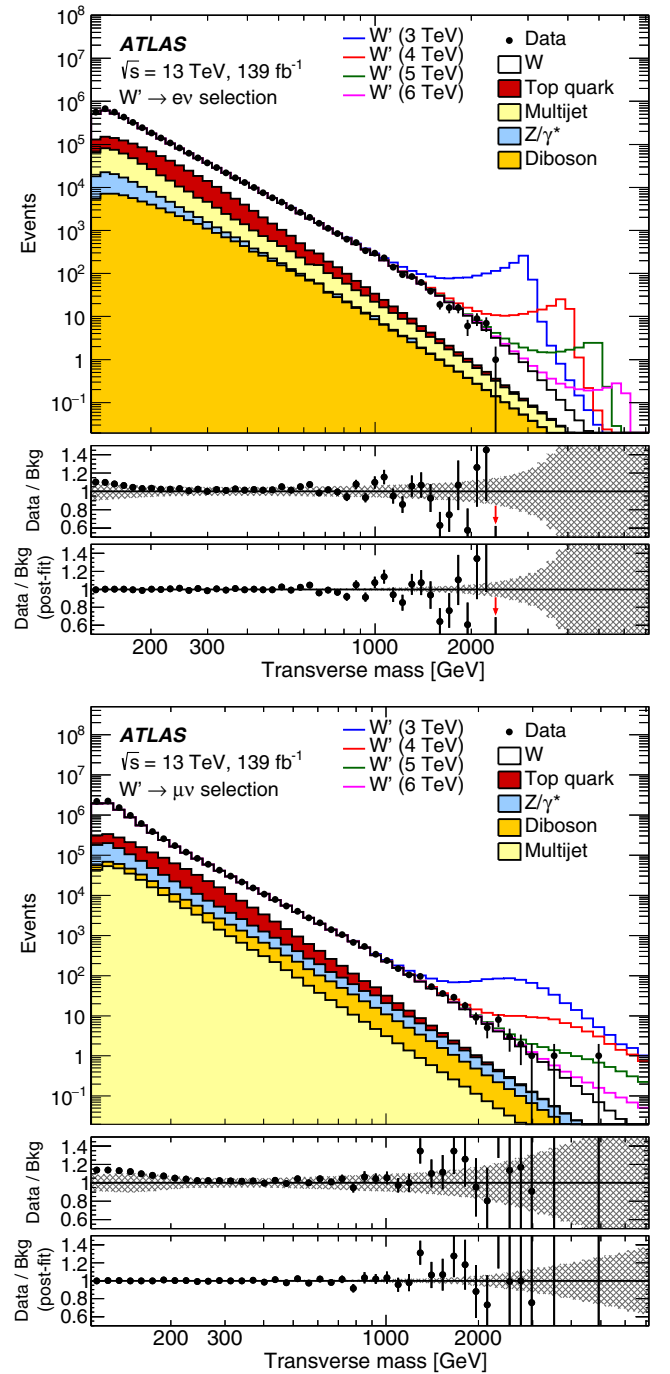 10⁸
10⁷
10⁶
10⁵
10⁴
10³
10²
10
1
10⁻¹
Events
ATLAS
√s = 13 TeV, 139 fb⁻¹
W' → eν selection
W' (3 TeV)
W' (4 TeV)
W' (5 TeV)
W' (6 TeV)
Data
W
Top quark
Multijet
Z/γ*
Diboson
Data / Bkg
1.4
1.2
1
0.8
0.6
Data / Bkg
(post-fit)
1.4
1.2
1
0.8
0.6
200 300 1000 2000
Transverse mass [GeV]
10⁸
10⁷
10⁶
10⁵
10⁴
10³
10²
10
1
10⁻¹
Events
ATLAS
√s = 13 TeV, 139 fb⁻¹
W' → μν selection
W' (3 TeV)
W' (4 TeV)
W' (5 TeV)
W' (6 TeV)
Data
W
Top quark
Z/γ*
Diboson
Multijet
Data / Bkg
1.4
1.2
1
0.8
0.6
Data / Bkg
(post-fit)
1.4
1.2
1
0.8
0.6
200 300 1000 2000
Transverse mass [GeV]